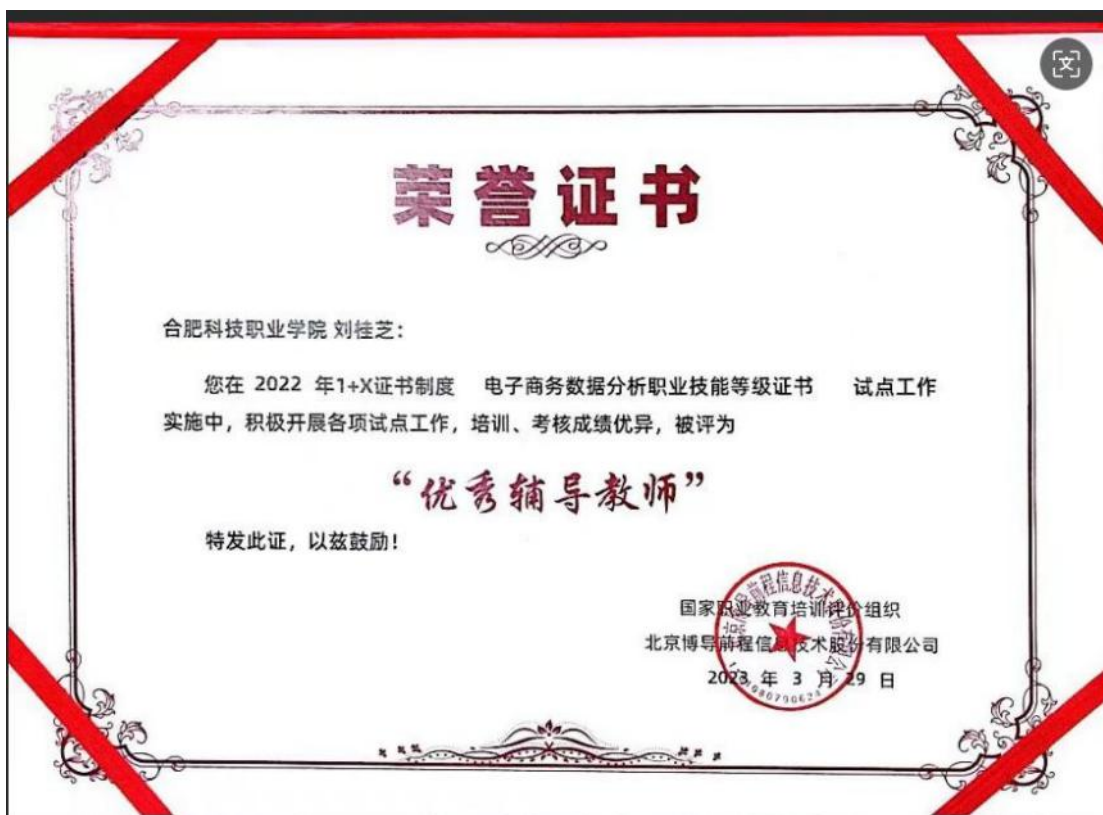 荣誉证书
合肥科技职业学院 刘桂芝：
您在 2022 年1+X证书制度 电子商务数据分析职业技能等级证书 试点工作
实施中，积极开展各项试点工作，培训、考核成绩优异，被评为
“优秀辅导教师”
特发此证，以兹鼓励！
国家职业教育培训评价组织
北京博导前程信息技术股份有限公司
2023 年 3 月 29 日